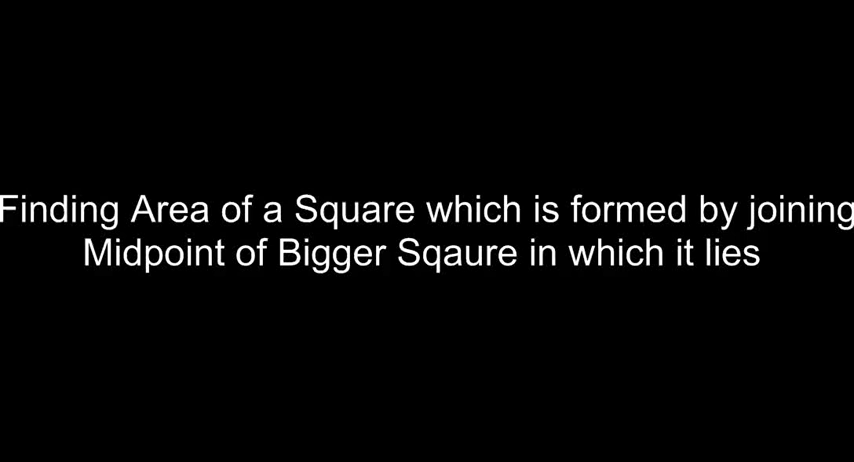 Finding Area of a Square which is formed by joining
Midpoint of Bigger Sqaure in which it lies